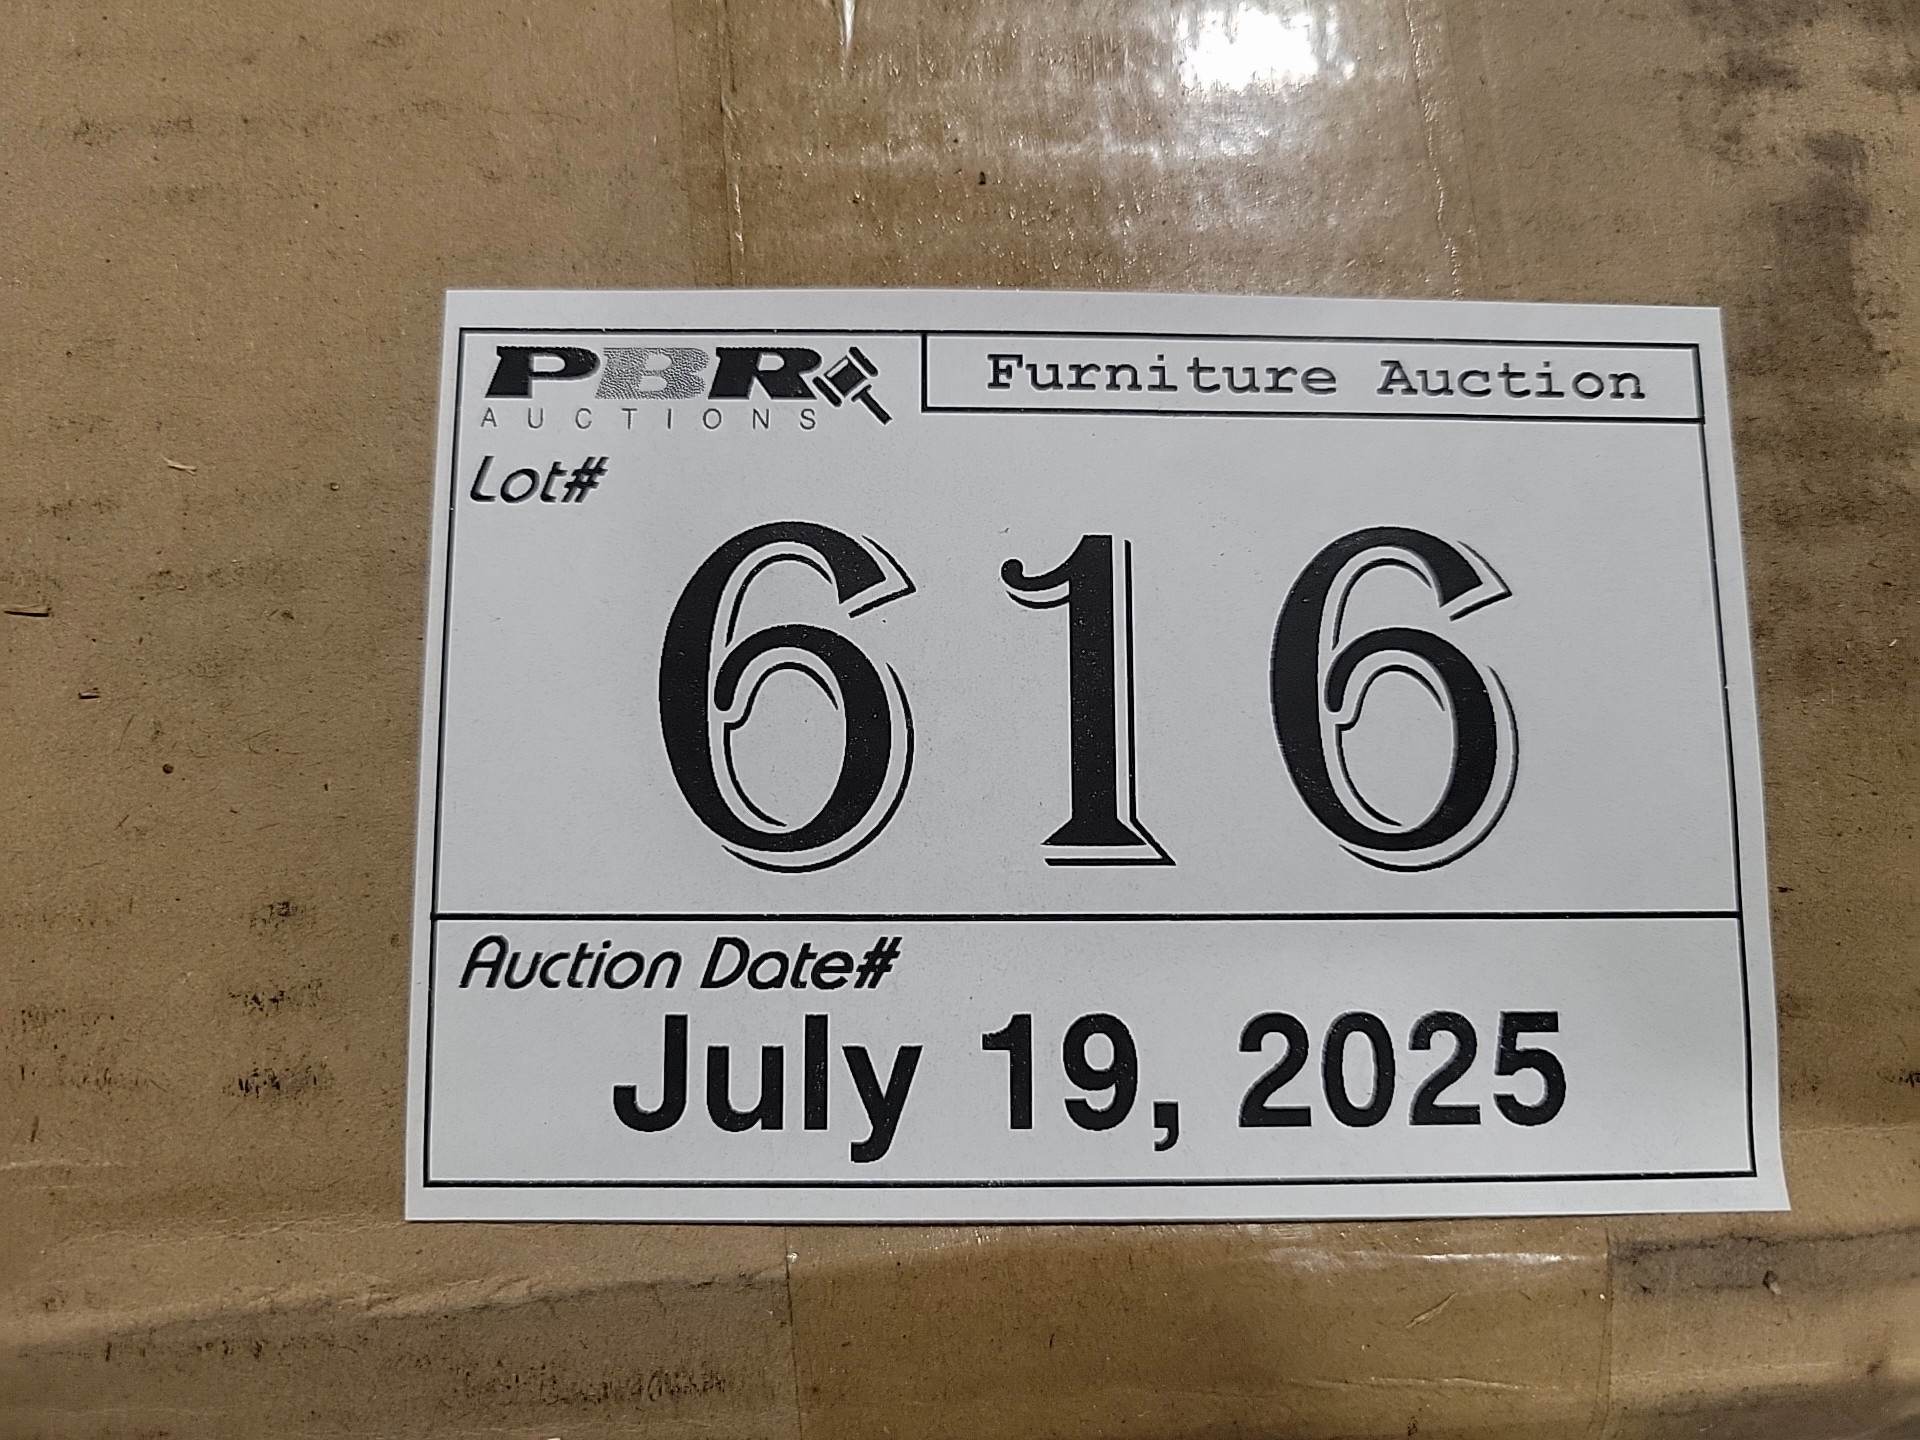 PBR
AUCTIONS
Furniture Auction
Lot#
616
Auction Date#
July 19, 2025